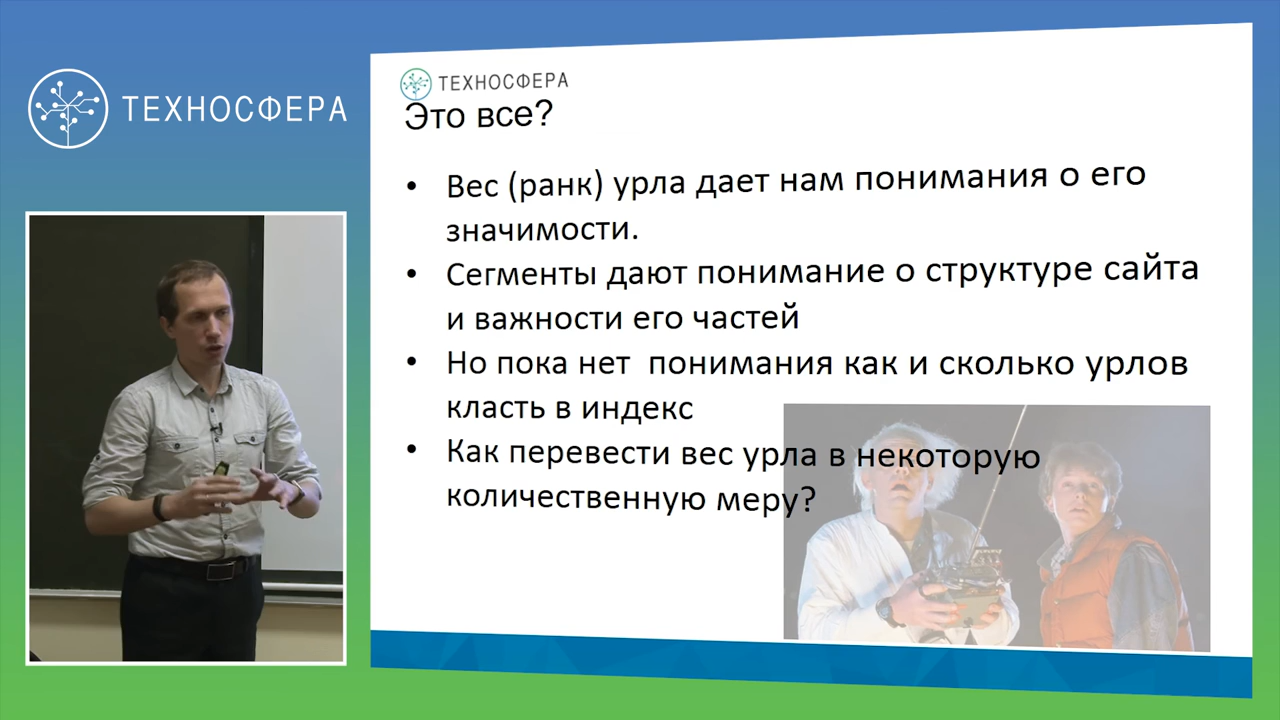 ТЕХНОСФЕРА
ТЕХНОСФЕРА
Это все?
• Вес (ранк) урла дает нам понимания о его
значимости.
• Сегменты дают понимание о структуре сайта
и важности его частей
• Но пока нет понимания как и сколько урлов
класть в индекс
• Как перевести вес урла в некоторую
количественную меру?